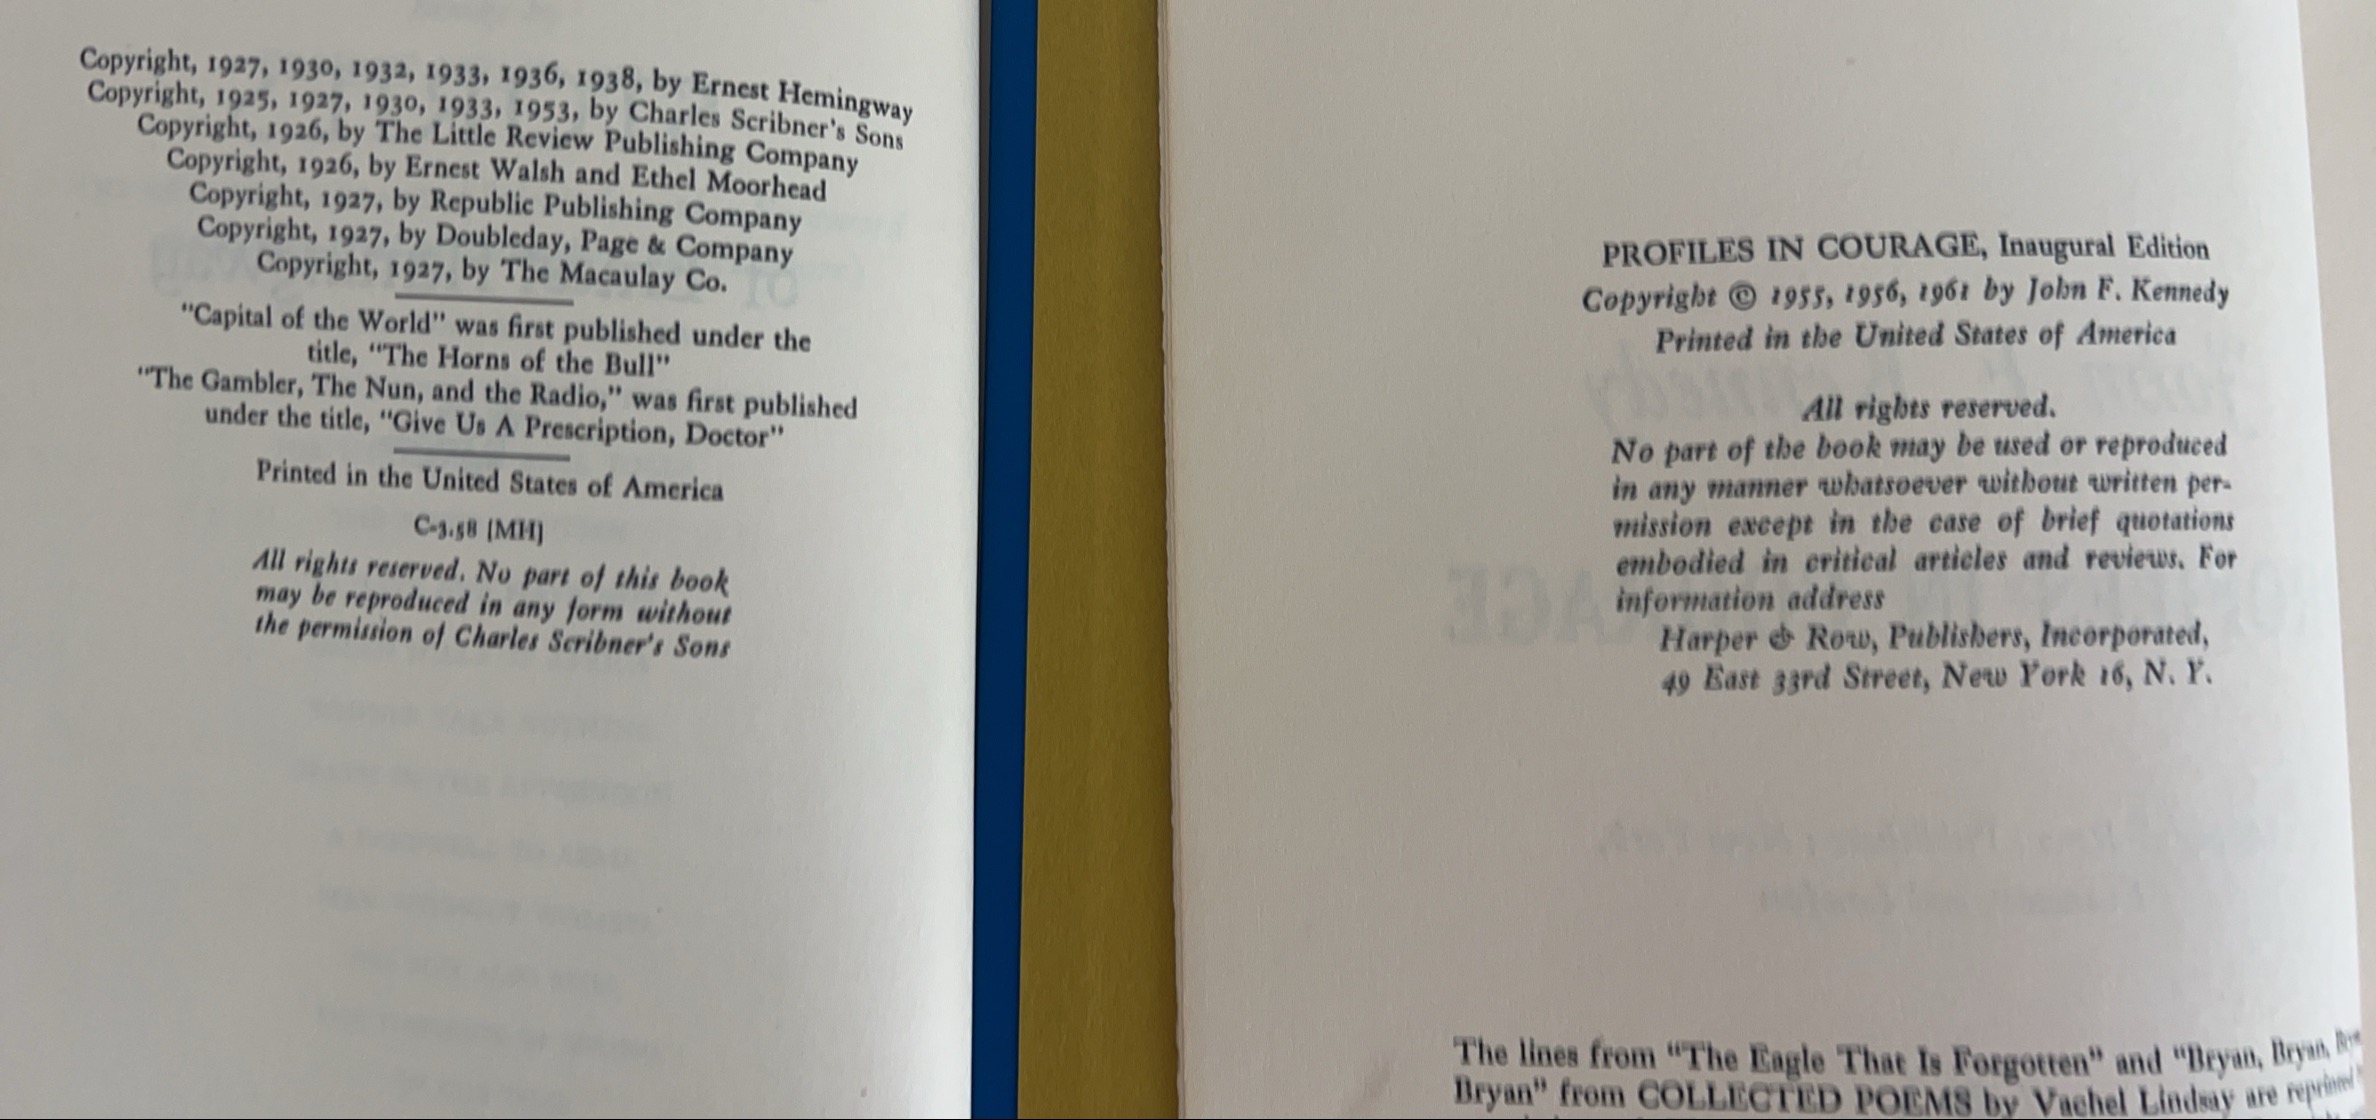 Copyright, 1927, 1930, 1932, 1933, 1936, 1938, by Ernest Hemingway
Copyright, 1925, 1927, 1930, 1933, 1953, by Charles Scribner's Sons
Copyright, 1926, by The Little Review Publishing Company
Copyright, 1926, by Ernest Walsh and Ethel Moorhead
Copyright, 1927, by Republic Publishing Company
Copyright, 1927, by Doubleday, Page & Company
Copyright, 1927, by The Macaulay Co.
"Capital of the World" was first published under the
title, "The Horns of the Bull"
"The Gambler, The Nun, and the Radio," was first published
under the title, "Give Us A Prescription, Doctor"
Printed in the United States of America
C-3.58 [MH]
All rights reserved. No part of this book
may be reproduced in any form without
the permission of Charles Scribner's Sons
PROFILES IN COURAGE, Inaugural Edition
Copyright © 1955, 1956, 1961 by John F. Kennedy
Printed in the United States of America
All rights reserved.
No part of the book may be used or reproduced
in any manner whatsoever without written per-
mission except in the case of brief quotations
embodied in critical articles and reviews. For
information address
Harper & Row, Publishers, Incorporated,
49 East 33rd Street, New York 16, N. Y.
The lines from "The Eagle That Is Forgotten" and "Bryan, Bryan,
Bryan" from COLLECTED POEMS by Vachel Lindsay are reprinted